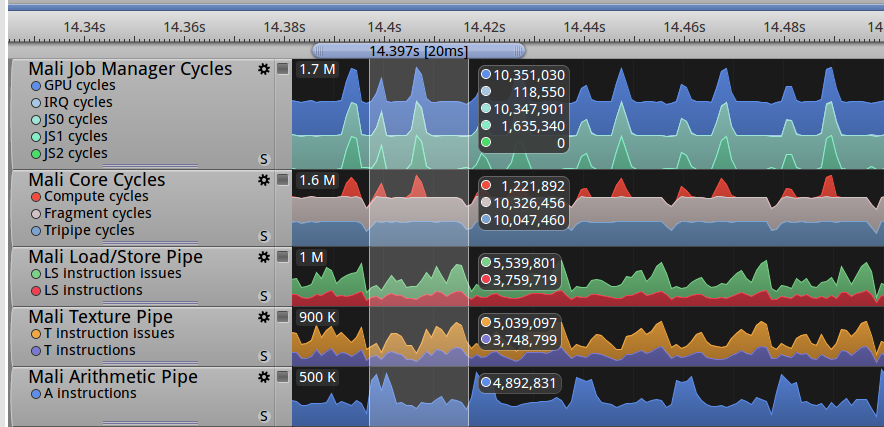 14.34s 14.36s 14.38s 14.4s 14.42s 14.44s 14.46s 14.48s 14
14.397s [20ms]
Mali Job Manager Cycles 1.7 M
GPU cycles 10,351,030
IRQ cycles 118,550
JS0 cycles 10,347,901
JS1 cycles 1,635,340
JS2 cycles 0
S
Mali Core Cycles 1.6 M
Compute cycles 1,221,892
Fragment cycles 10,326,456
Tripipe cycles 10,047,460
S
Mali Load/Store Pipe 1 M
LS instruction issues 5,539,801
LS instructions 3,759,719
S
Mali Texture Pipe 900 K
T instruction issues 5,039,097
T instructions 3,748,799
S
Mali Arithmetic Pipe 500 K
A instructions 4,892,831
S